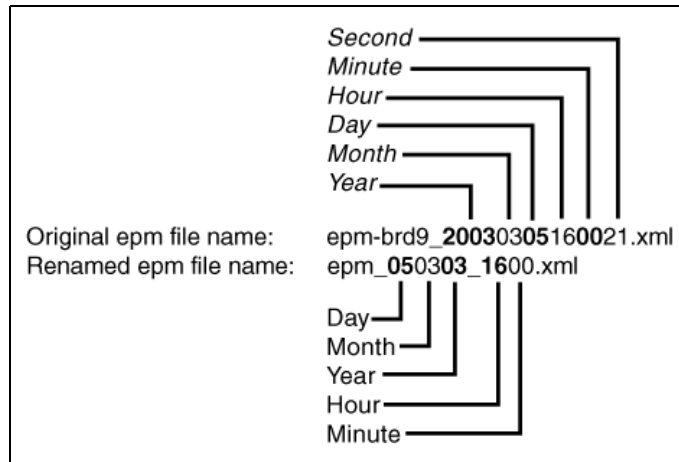 Second
Minute
Hour
Day
Month
Year
Original epm file name: epm-brd9_20030305160021.xml
Renamed epm file name: epm_050303_1600.xml
Day
Month
Year
Hour
Minute